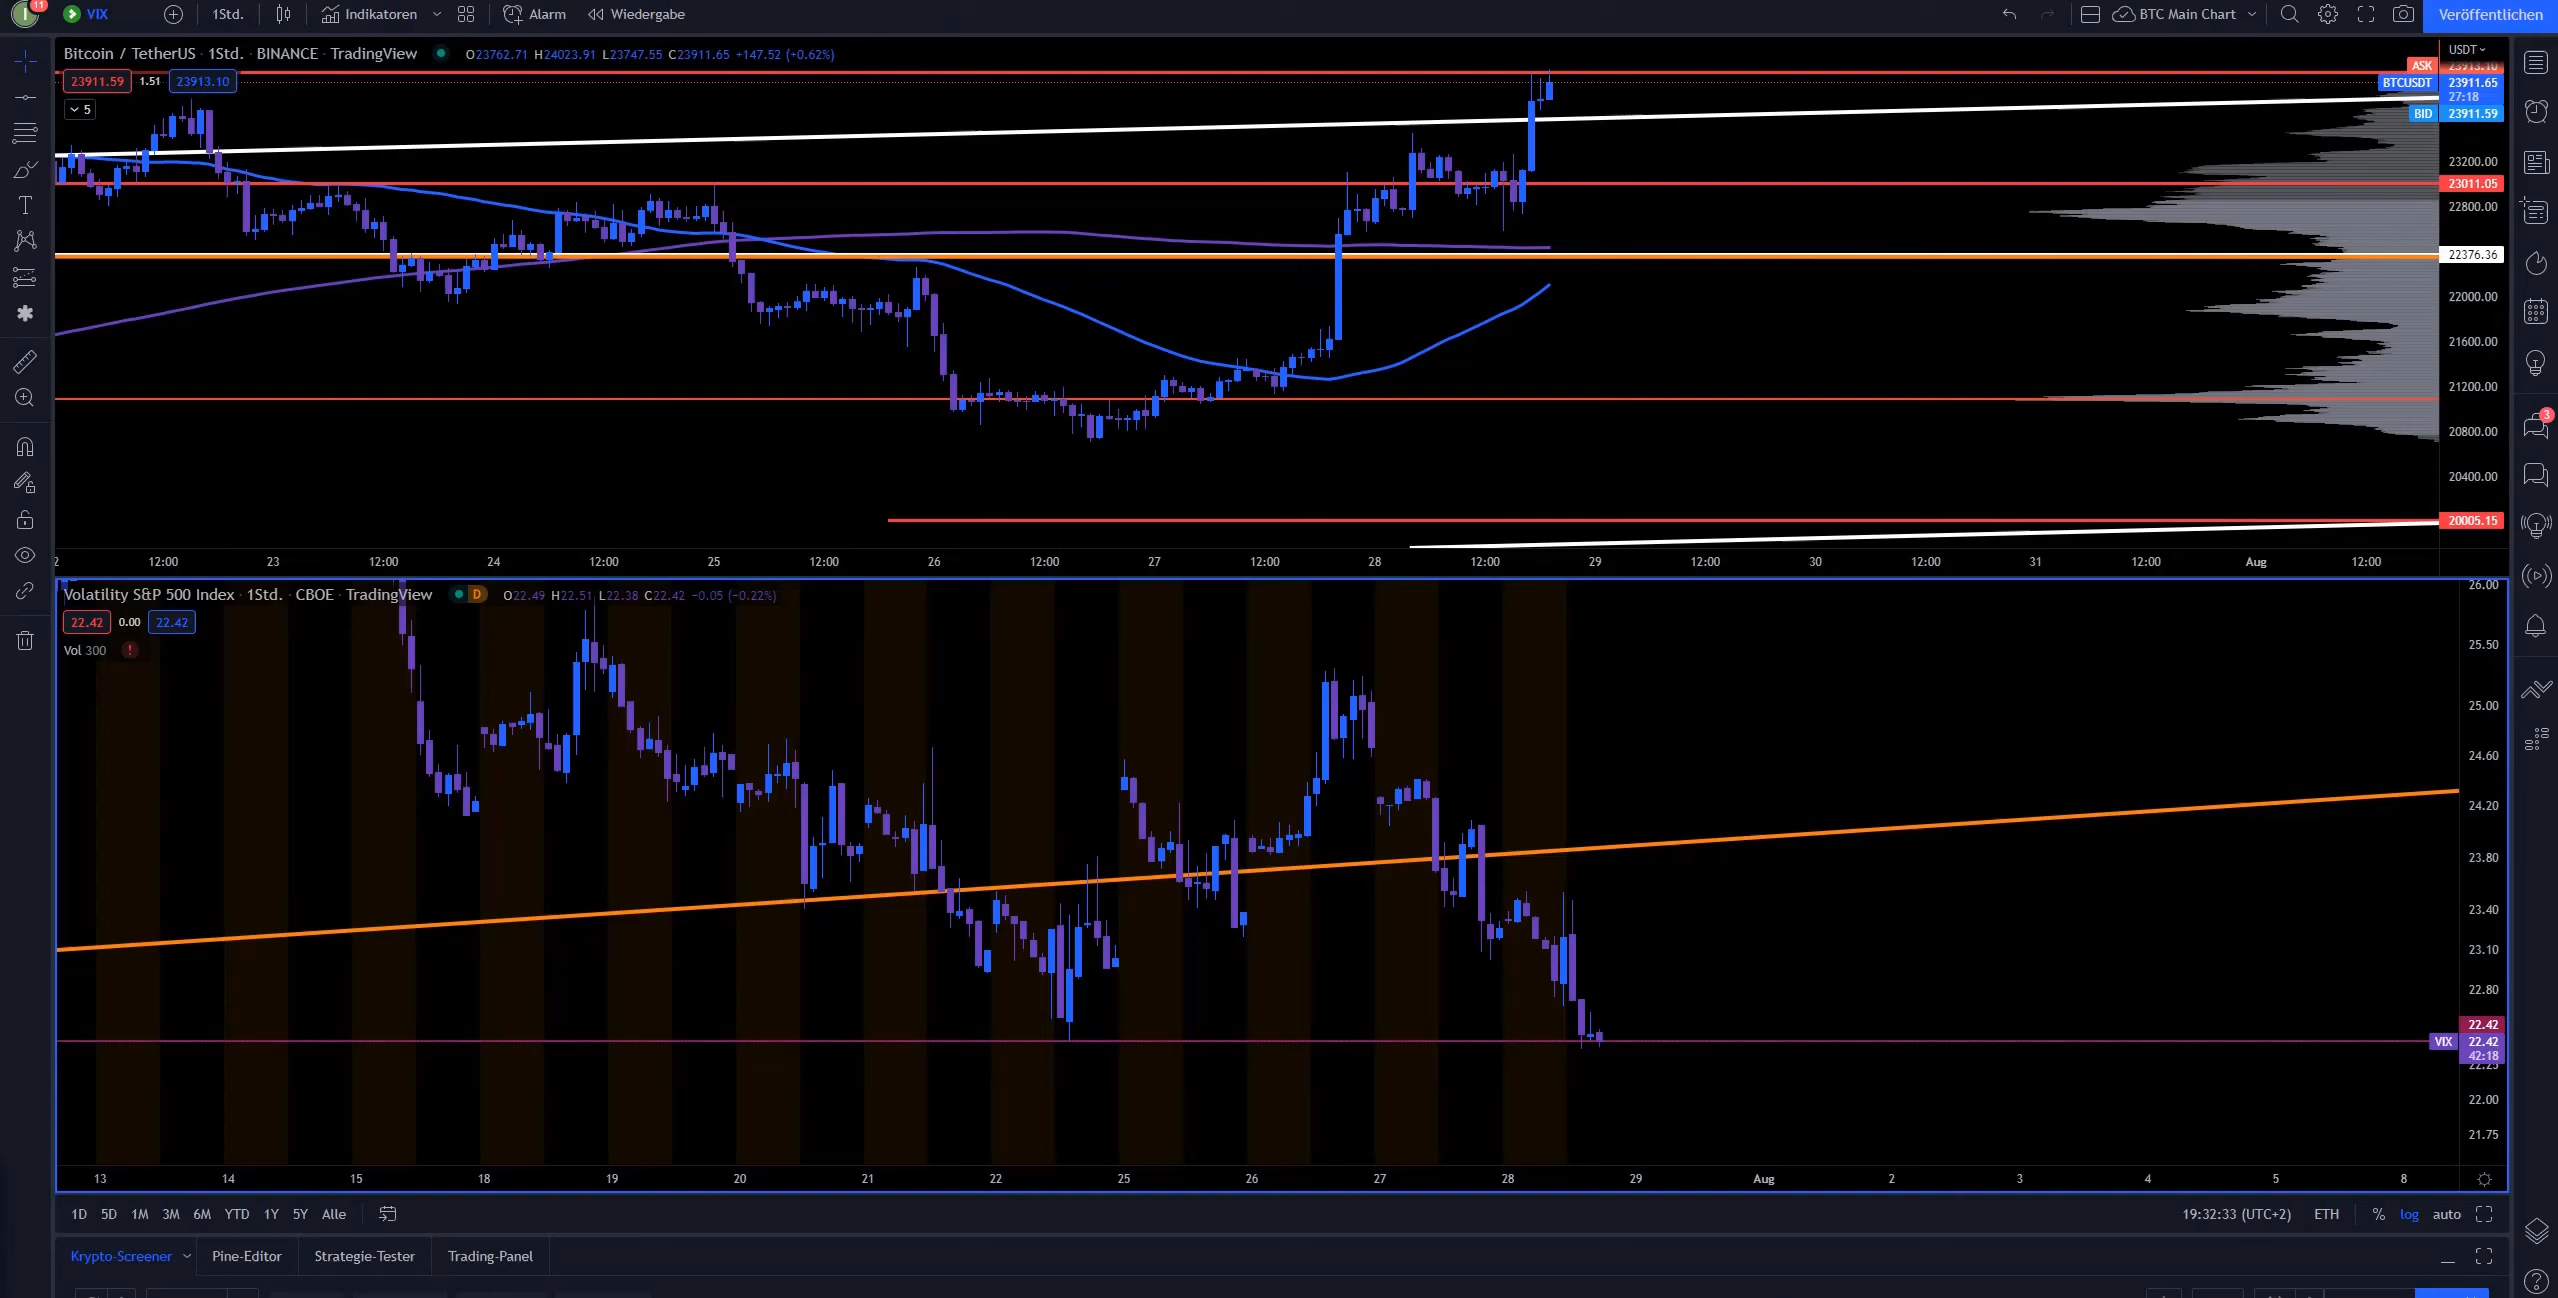 I 11 VIX 1Std. Indikatoren Alarm Wiedergabe BTC Main Chart Veröffentlichen
Bitcoin / TetherUS · 1Std. · BINANCE · TradingView O23762.71 H24023.91 L23747.55 C23911.65 +147.52 (+0.62%)
23911.59 1.51 23913.10
5
USDT
ASK 23913.10
BTCUSDT 23911.65
27:18
BID 23911.59
23200.00
23011.05
22800.00
22376.36
22000.00
21600.00
21200.00
20800.00
20400.00
20005.15
2 12:00 23 12:00 24 12:00 25 12:00 26 12:00 27 12:00 28 12:00 29 12:00 30 12:00 31 12:00 Aug 12:00
Volatility S&P 500 Index · 1Std. · CBOE · TradingView D O22.49 H22.51 L22.38 C22.42 −0.05 (−0.22%)
22.42 0.00 22.42
Vol 300 !
26.00
25.50
25.00
24.60
24.20
23.80
23.40
23.10
22.80
22.42
VIX 22.42
42:18
22.25
22.00
21.75
13 14 15 18 19 20 21 22 25 26 27 28 29 Aug 2 3 4 5 8
1D 5D 1M 3M 6M YTD 1Y 5Y Alle 19:32:33 (UTC+2) ETH % log auto
Krypto-Screener Pine-Editor Strategie-Tester Trading-Panel
3